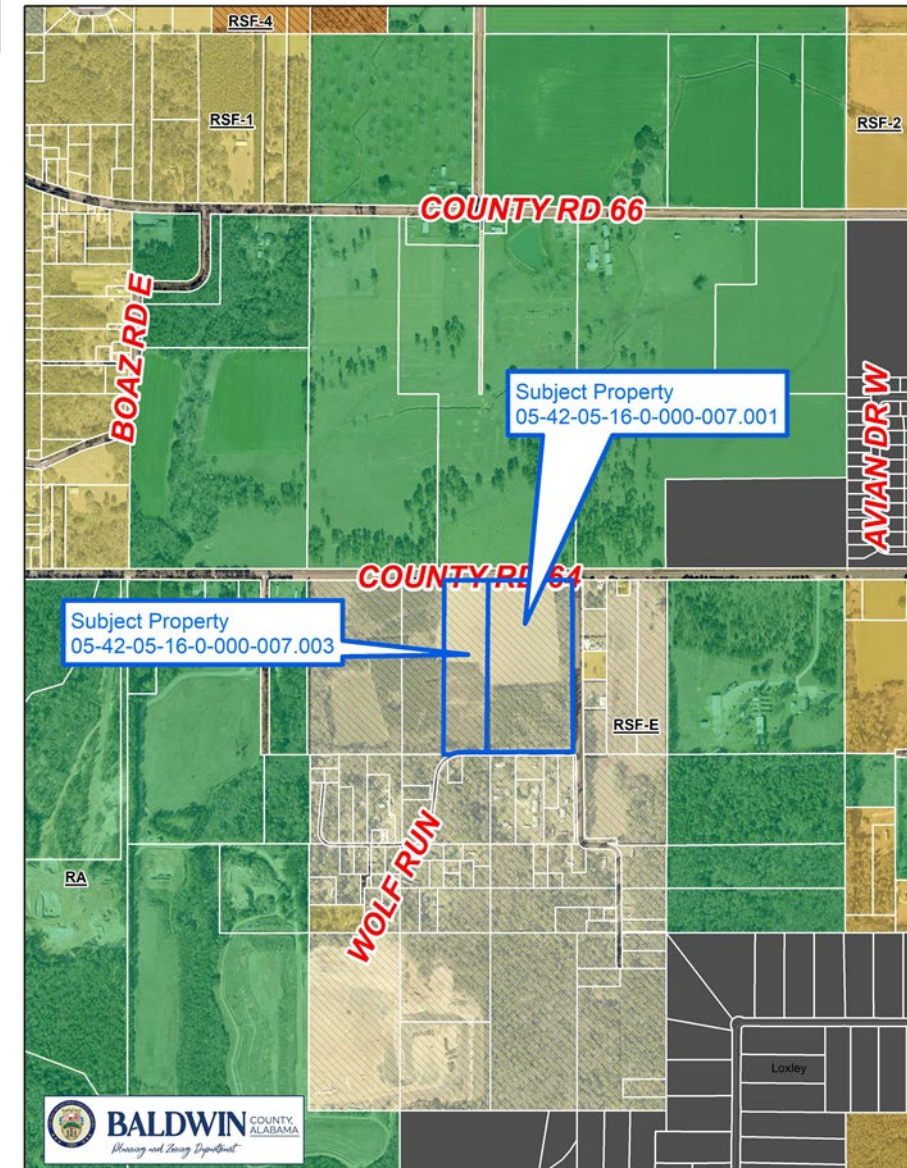 RSF-4
RSF-1
RSF-2
COUNTY RD 66
BOAZ RD E
Subject Property
05-42-05-16-0-000-007.001
AVIAN DR W
COUNTY RD 64
Subject Property
05-42-05-16-0-000-007.003
RSF-E
WOLF RUN
RA
Loxley
BALDWIN COUNTY, ALABAMA
Planning and Zoning Department